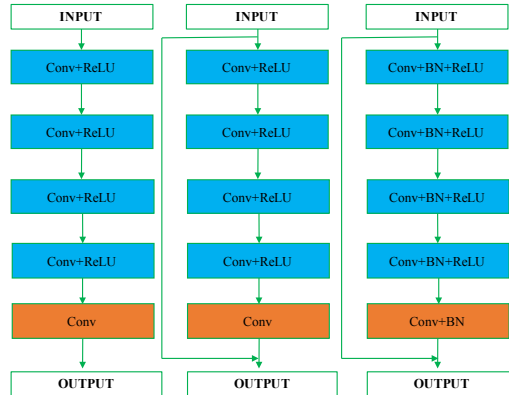 INPUT
Conv+ReLU
Conv+ReLU
Conv+ReLU
Conv+ReLU
Conv
OUTPUT
INPUT
Conv+ReLU
Conv+ReLU
Conv+ReLU
Conv+ReLU
Conv
OUTPUT
INPUT
Conv+BN+ReLU
Conv+BN+ReLU
Conv+BN+ReLU
Conv+BN+ReLU
Conv+BN
OUTPUT